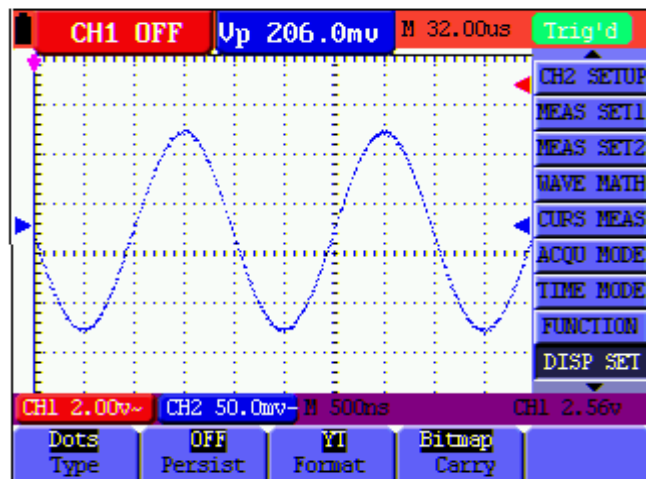 CH1 OFF Vp 206.0mv M 32.00us Trig'd
CH2 SETUP
MEAS SET1
MEAS SET2
WAVE MATH
CURS MEAS
ACQU MODE
TIME MODE
FUNCTION
DISP SET
CH1 2.00v~ CH2 50.0mv- M 500ns CH1 2.56v
Dots OFF YT Bitmap
Type Persist Format Carry